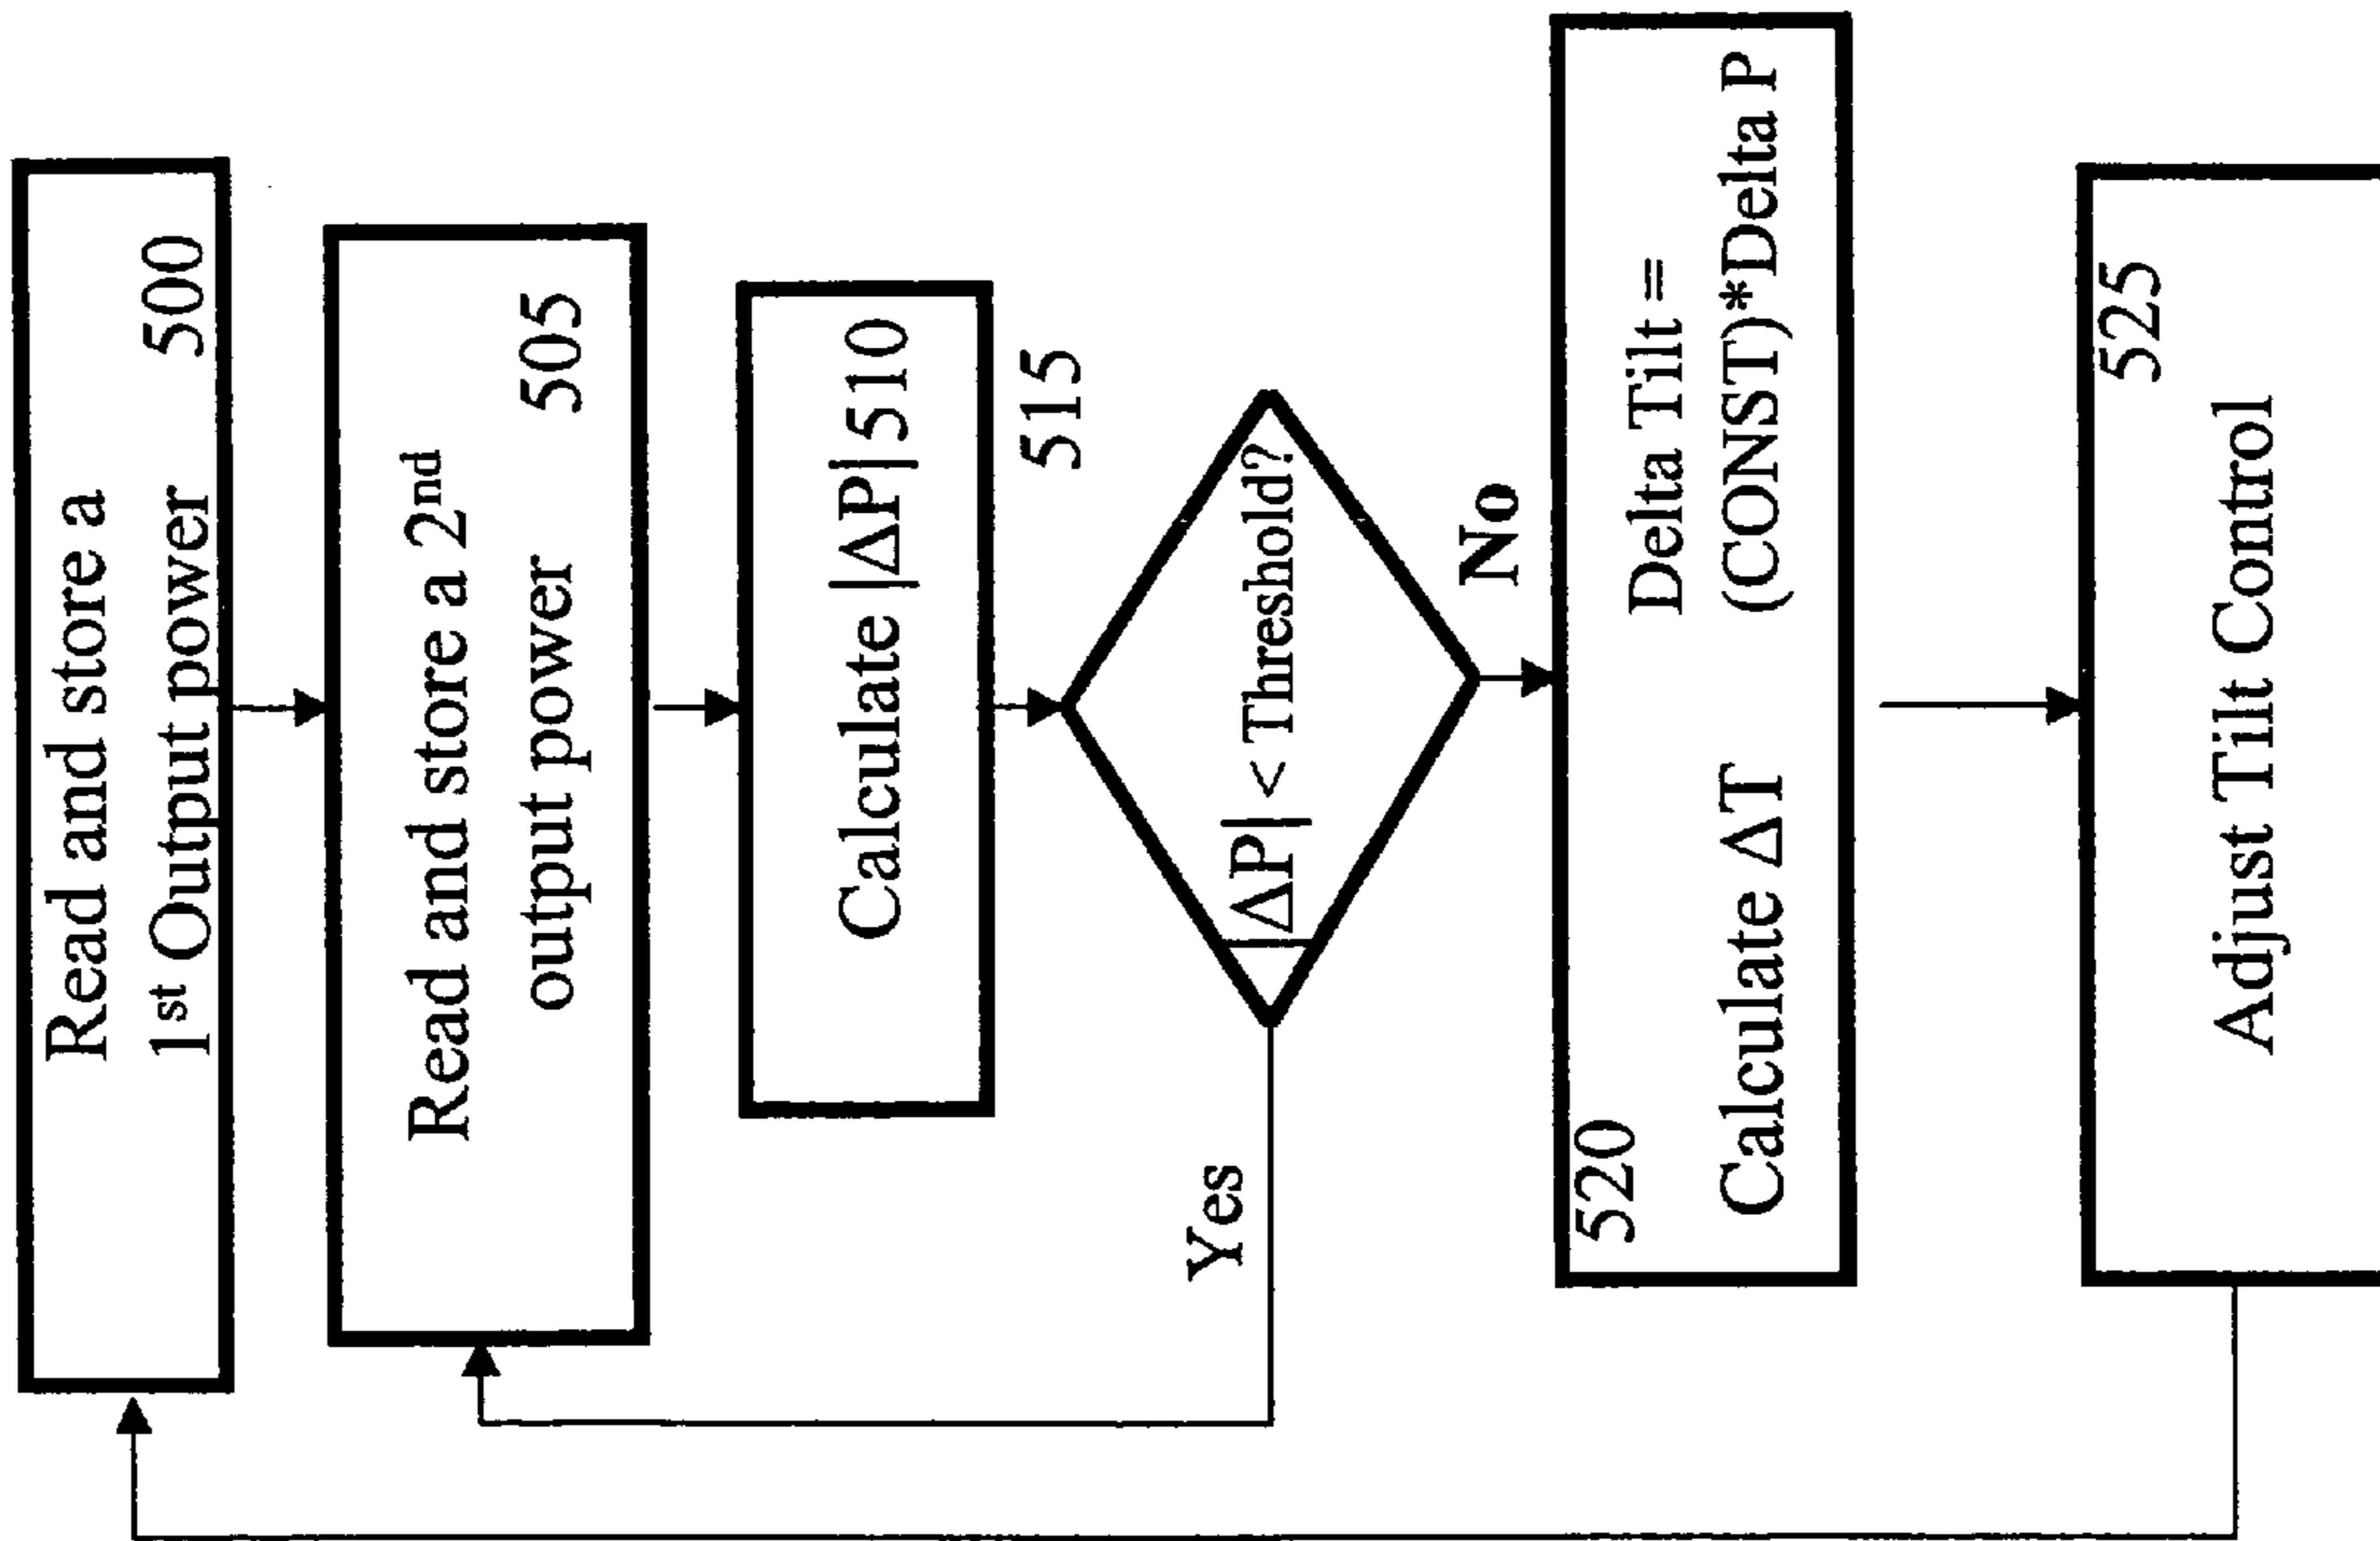 Read and store a
1st Output power 500
Read and store a 2nd
output power 505
Calculate |ΔP| 510
515
|ΔP| < Threshold?
Yes
No
520
Delta Tilt =
Calculate ΔT (CONST)*Delta P
525
Adjust Tilt Control